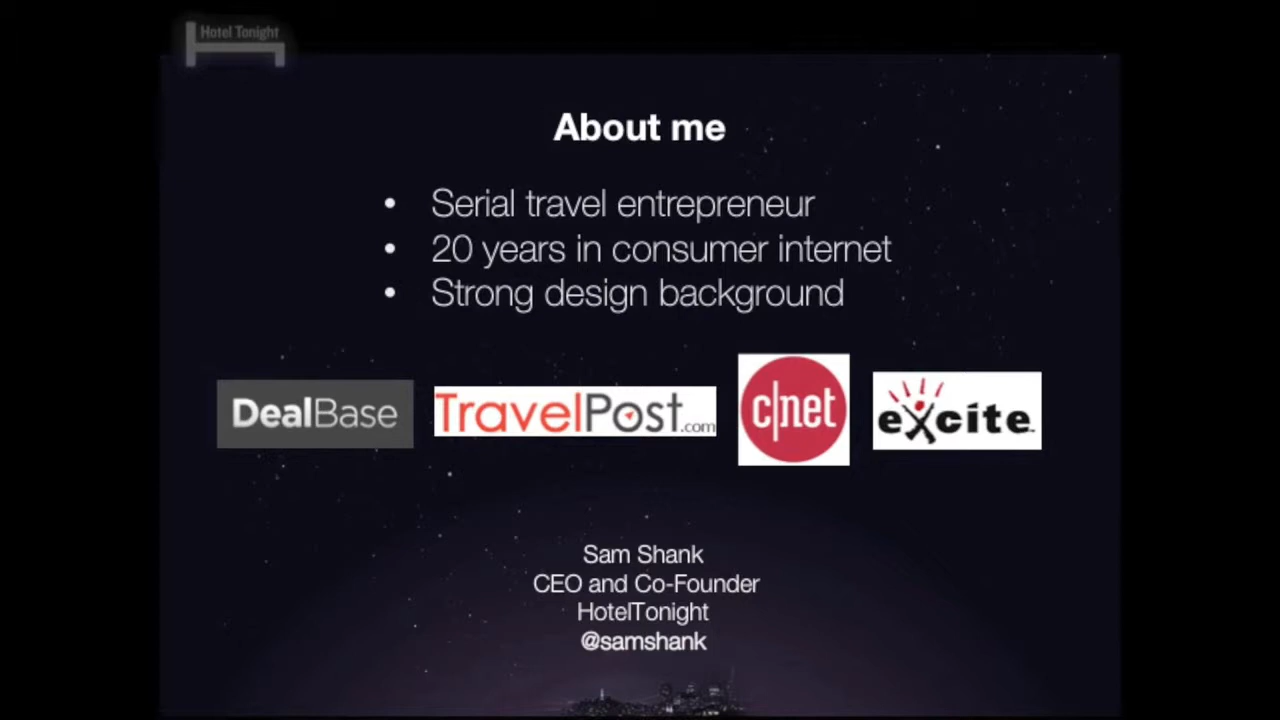 Hotel Tonight
About me
• Serial travel entrepreneur
• 20 years in consumer internet
• Strong design background
DealBase
TravelPost.com
c|net
excite
Sam Shank
CEO and Co-Founder
HotelTonight
@samshank